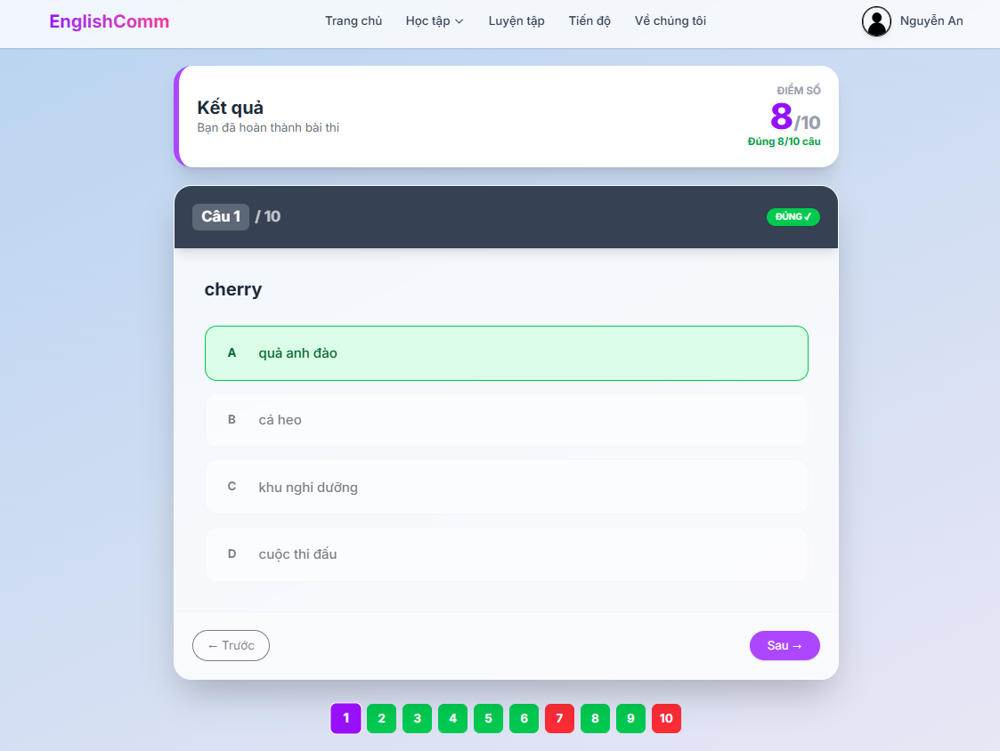 EnglishComm
Trang chủ
Học tập
Luyện tập
Tiến độ
Về chúng tôi
Nguyễn An
Kết quả
Bạn đã hoàn thành bài thi
ĐIỂM SỐ
8/10
Đúng 8/10 câu
Câu 1 / 10
ĐÚNG ✓
cherry
A quả anh đào
B cá heo
C khu nghỉ dưỡng
D cuộc thi đấu
← Trước
Sau →
1 2 3 4 5 6 7 8 9 10